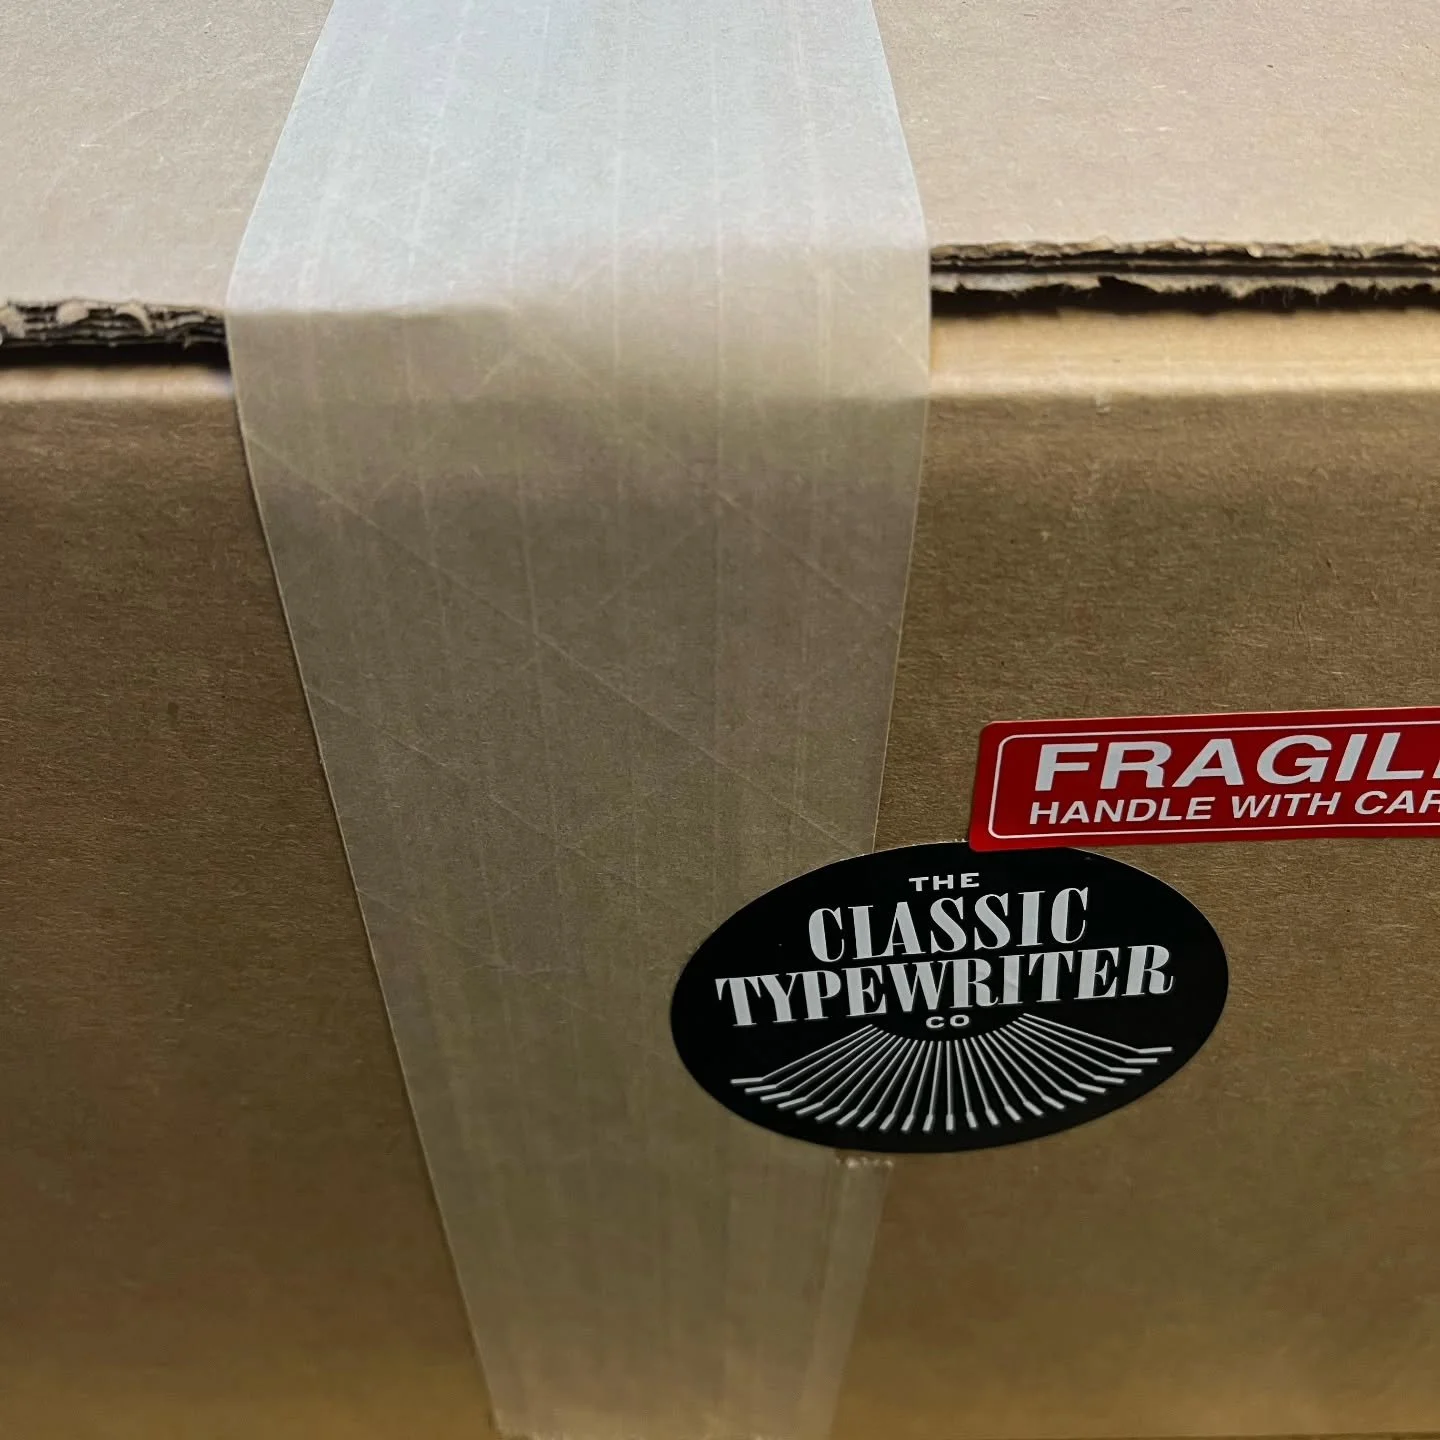 FRAGIL
HANDLE WITH CAR
THE
CLASSIC
TYPEWRITER
CO